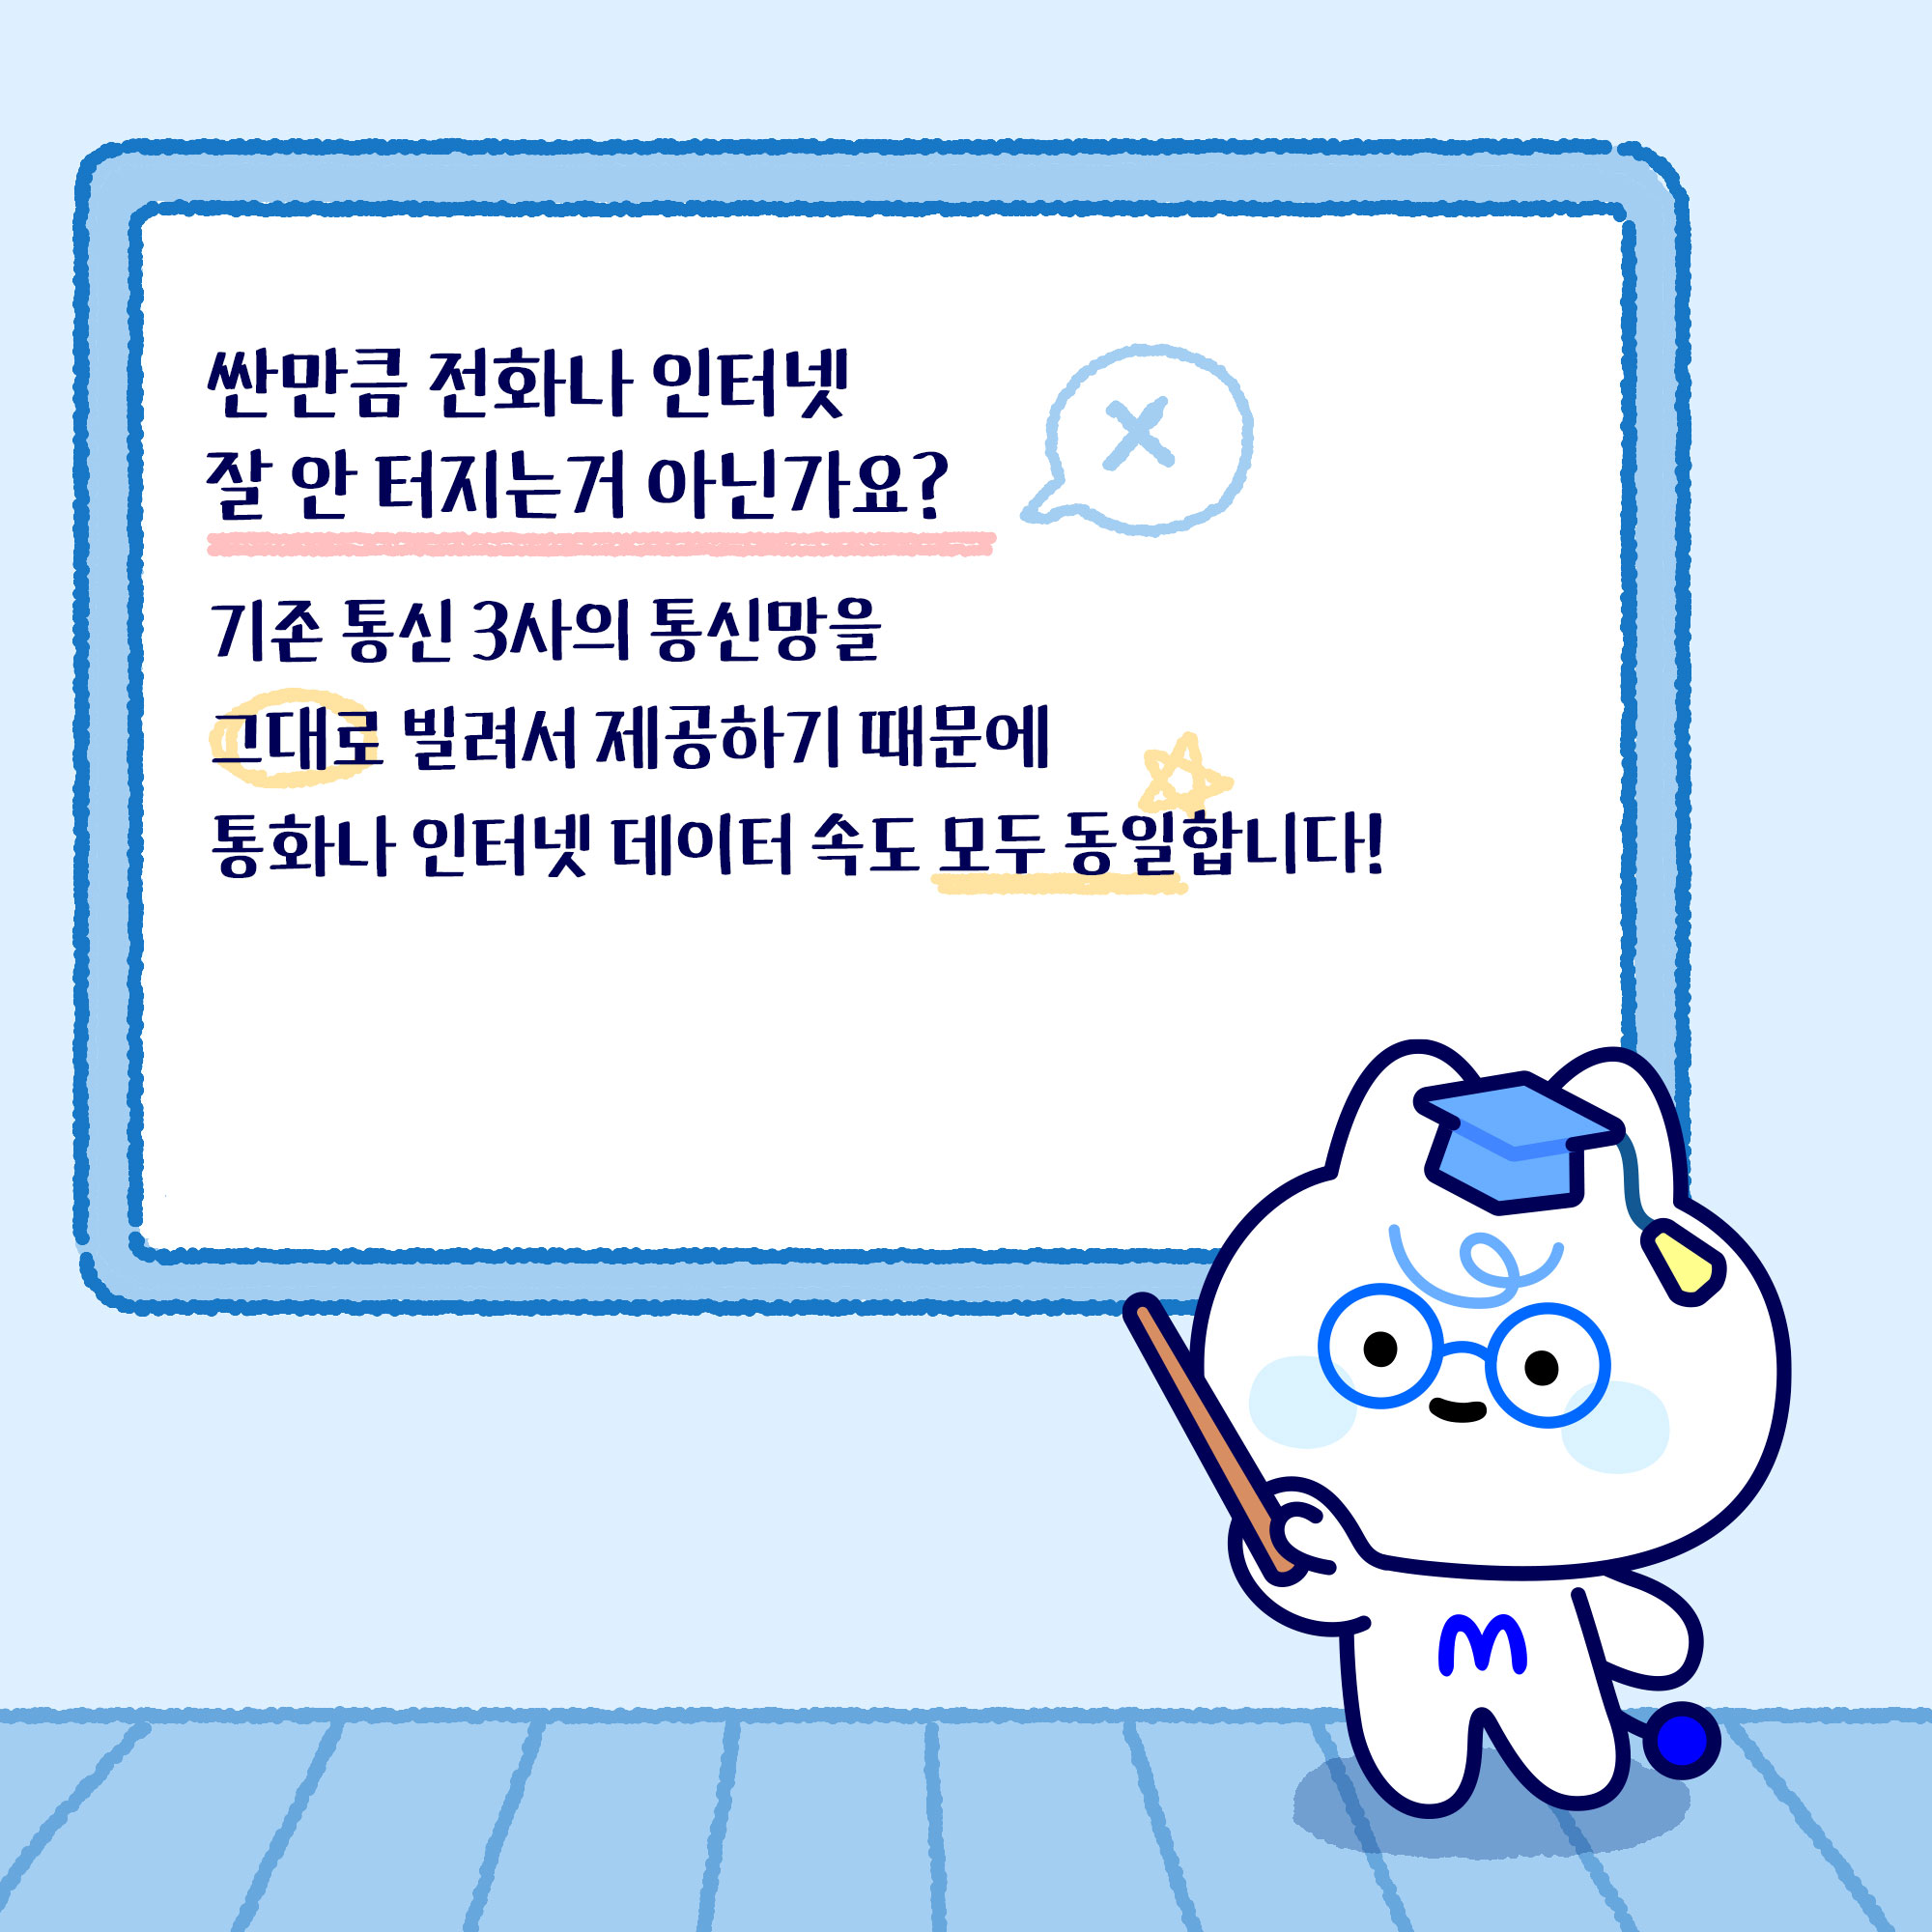 싼만큼 전화나 인터넷
잘 안 터지는거 아닌가요?
기준 통신 3사의 통신망을
그대로 빌려서 제공하기 때문에
통화나 인터넷 데이터 속도 모두 동일합니다!
m